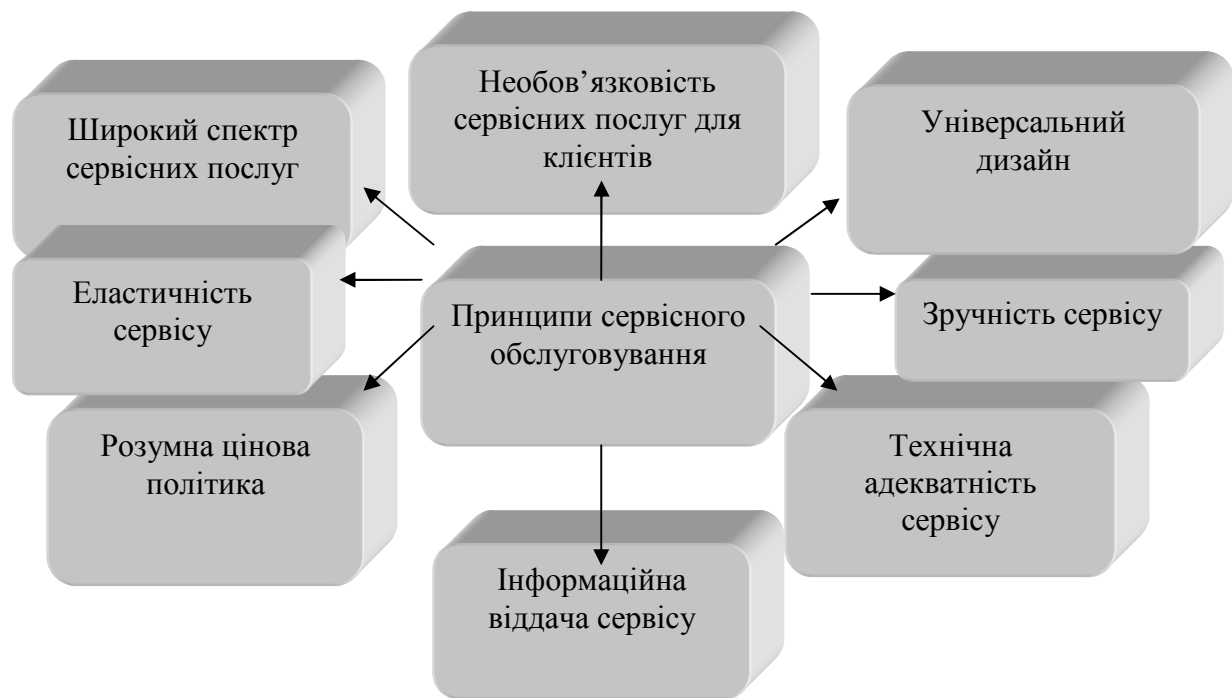 Широкий спектр
сервісних послуг
Необов’язковість
сервісних послуг для
клієнтів
Універсальний
дизайн
Еластичність
сервісу
Принципи сервісного
обслуговування
Зручність сервісу
Розумна цінова
політика
Технічна
адекватність
сервісу
Інформаційна
віддача сервісу